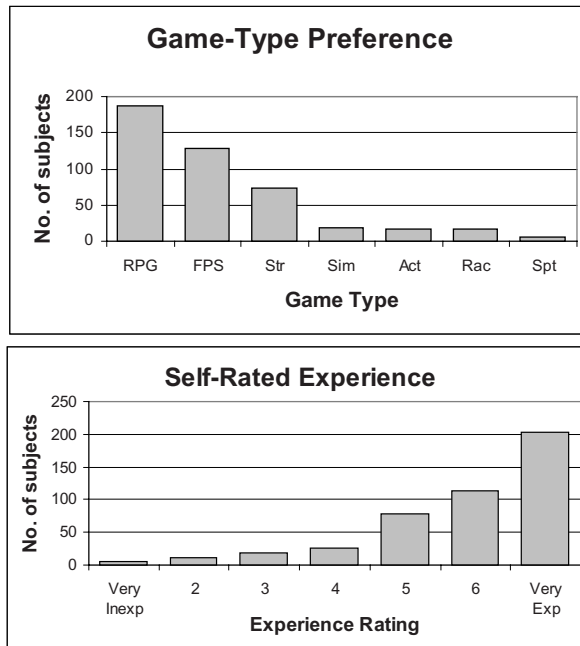 Game-Type Preference
No. of subjects
200
150
100
50
0
RPG FPS Str Sim Act Rac Spt
Game Type
Self-Rated Experience
No. of subjects
250
200
150
100
50
0
Very Inexp 2 3 4 5 6 Very Exp
Experience Rating